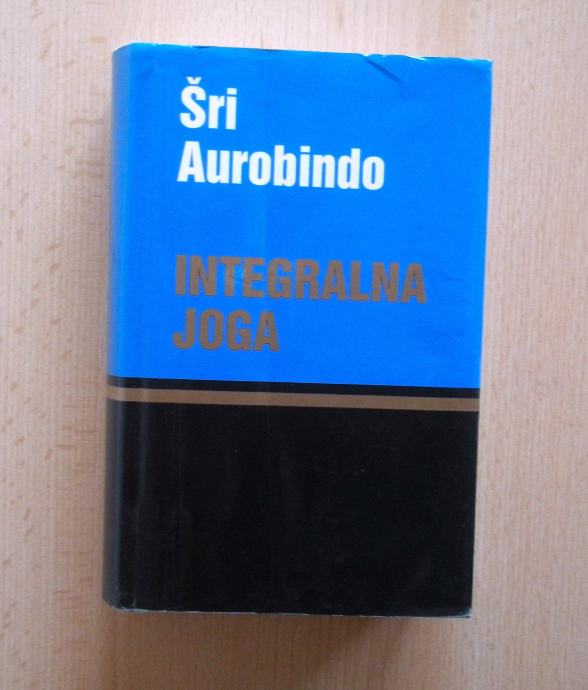 Šri
Aurobindo
INTEGRALNA
JOGA